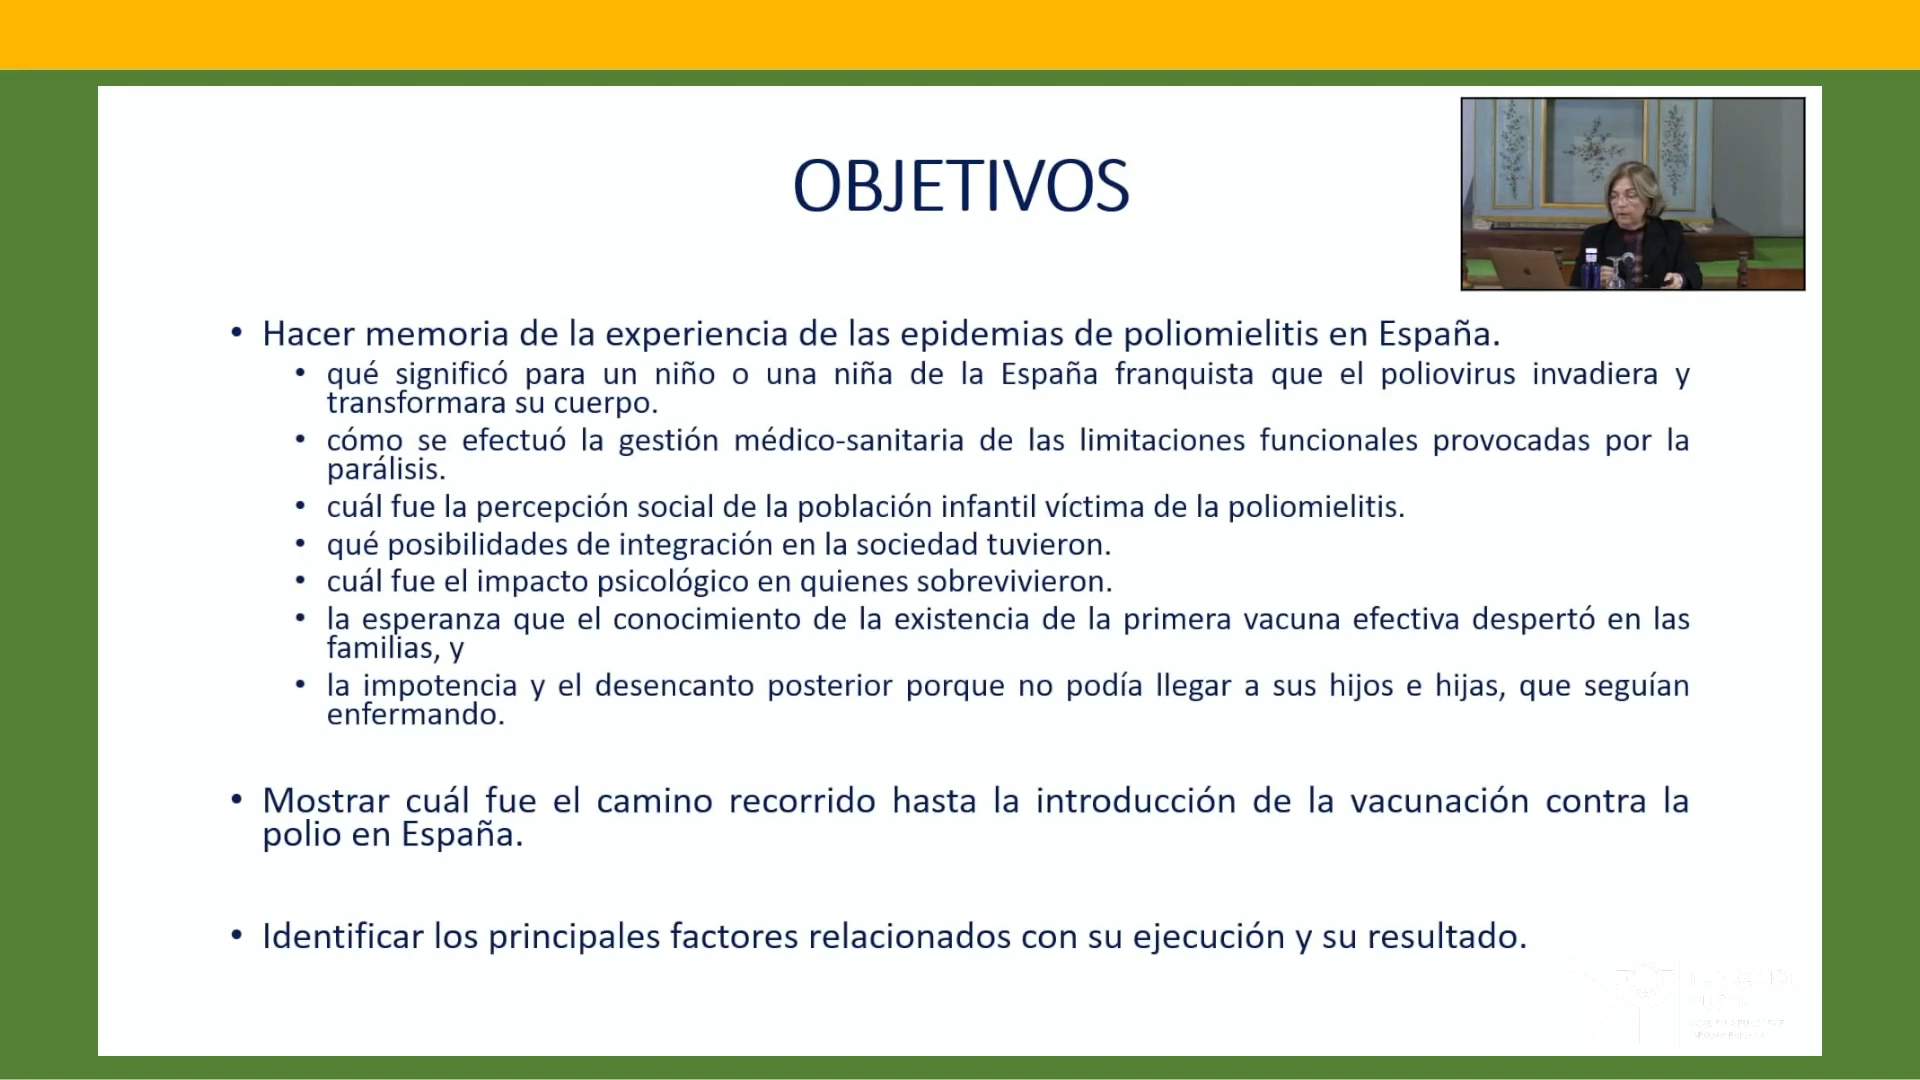 OBJETIVOS
• Hacer memoria de la experiencia de las epidemias de poliomielitis en España.
• qué significó para un niño o una niña de la España franquista que el poliovirus invadiera y
transformara su cuerpo.
• cómo se efectuó la gestión médico-sanitaria de las limitaciones funcionales provocadas por la
parálisis.
• cuál fue la percepción social de la población infantil víctima de la poliomielitis.
• qué posibilidades de integración en la sociedad tuvieron.
• cuál fue el impacto psicológico en quienes sobrevivieron.
• la esperanza que el conocimiento de la existencia de la primera vacuna efectiva despertó en las
familias, y
• la impotencia y el desencanto posterior porque no podía llegar a sus hijos e hijas, que seguían
enfermando.
• Mostrar cuál fue el camino recorrido hasta la introducción de la vacunación contra la
polio en España.
• Identificar los principales factores relacionados con su ejecución y su resultado.